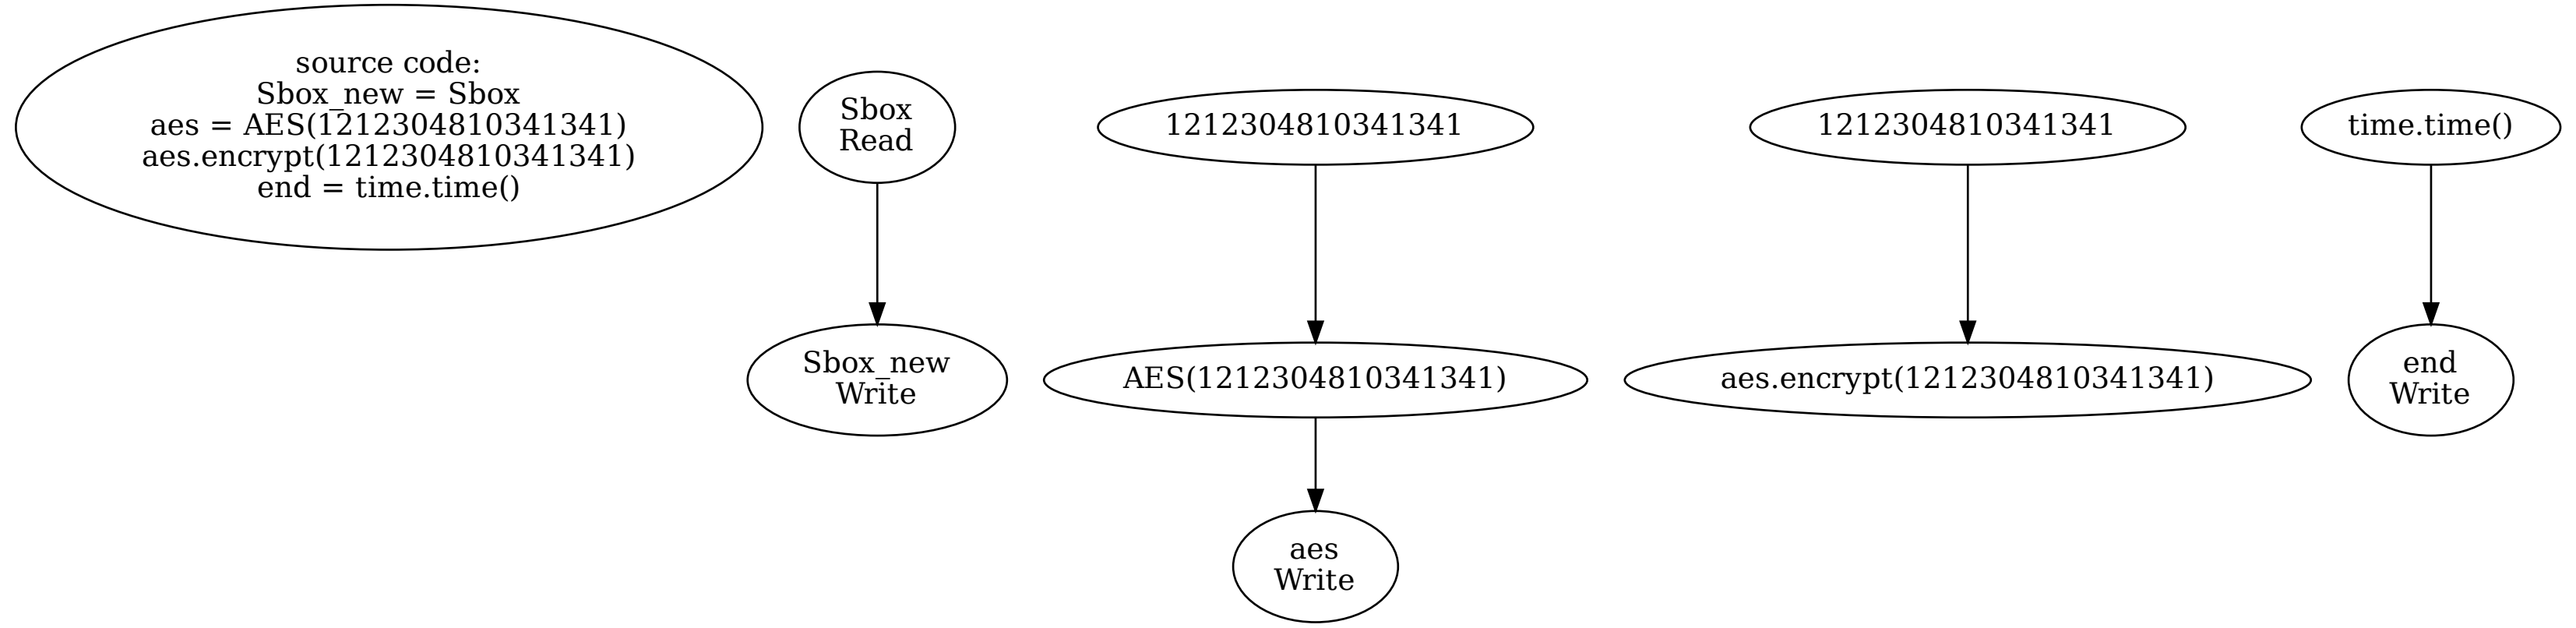 source code:
Sbox_new = Sbox
aes = AES(1212304810341341)
aes.encrypt(1212304810341341)
end = time.time()
Sbox
Read
1212304810341341
1212304810341341
time.time()
Sbox_new
Write
AES(1212304810341341)
aes.encrypt(1212304810341341)
end
Write
aes
Write